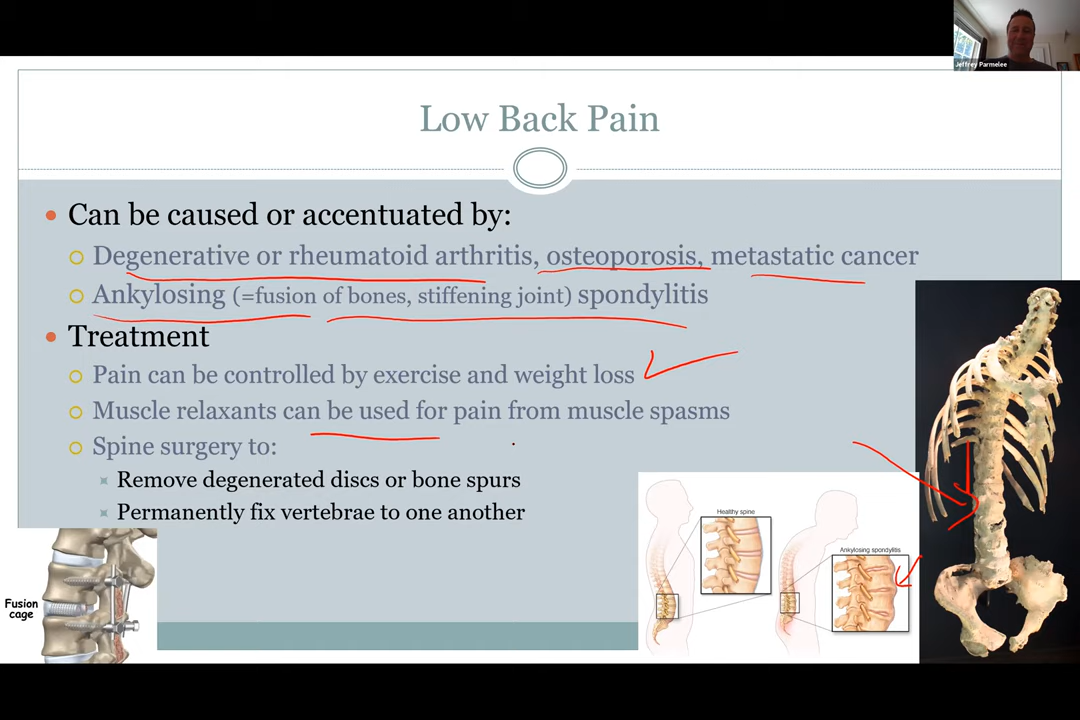 Jeffrey Parmelee
Low Back Pain
Can be caused or accentuated by:
Degenerative or rheumatoid arthritis, osteoporosis, metastatic cancer
Ankylosing (=fusion of bones, stiffening joint) spondylitis
Treatment
Pain can be controlled by exercise and weight loss
Muscle relaxants can be used for pain from muscle spasms
Spine surgery to:
Remove degenerated discs or bone spurs
Permanently fix vertebrae to one another
Fusion
cage
Healthy spine
Ankylosing spondylitis